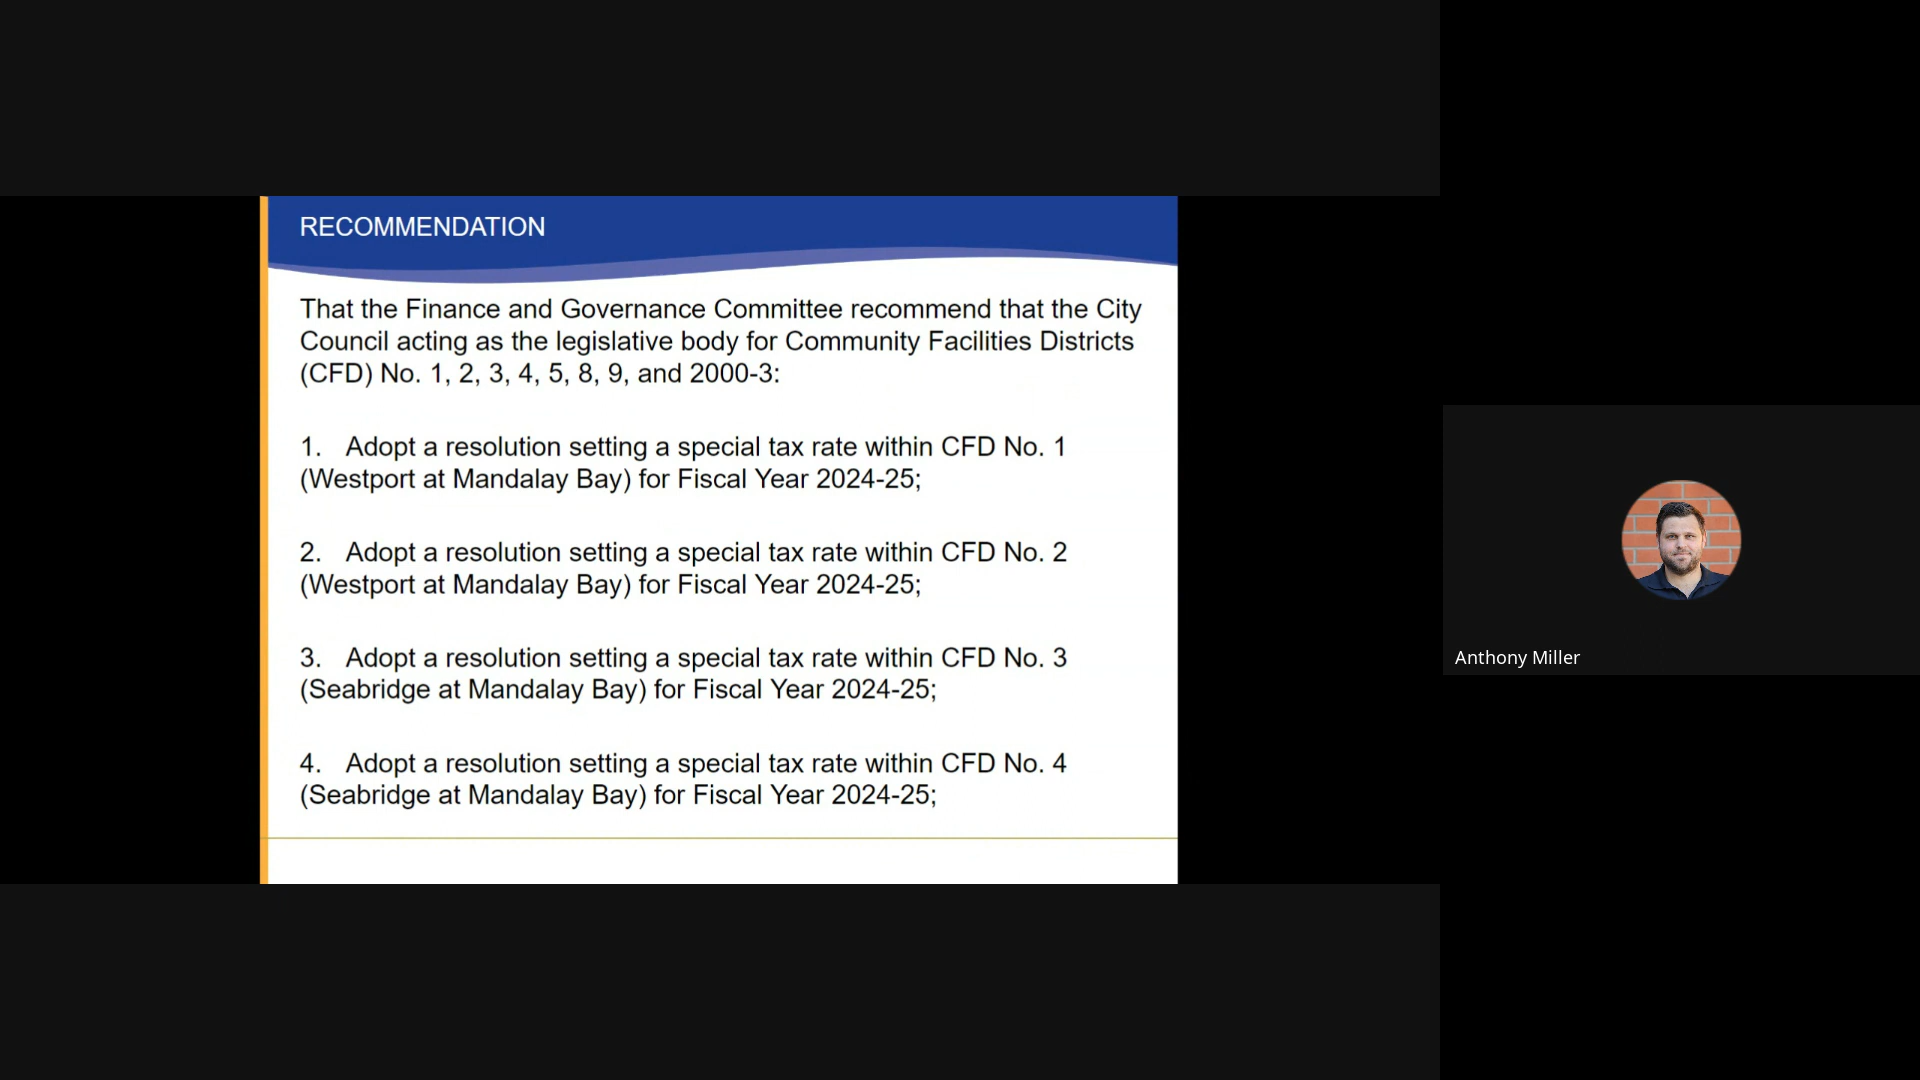 RECOMMENDATION
That the Finance and Governance Committee recommend that the City
Council acting as the legislative body for Community Facilities Districts
(CFD) No. 1, 2, 3, 4, 5, 8, 9, and 2000-3:
1. Adopt a resolution setting a special tax rate within CFD No. 1
(Westport at Mandalay Bay) for Fiscal Year 2024-25;
2. Adopt a resolution setting a special tax rate within CFD No. 2
(Westport at Mandalay Bay) for Fiscal Year 2024-25;
3. Adopt a resolution setting a special tax rate within CFD No. 3
(Seabridge at Mandalay Bay) for Fiscal Year 2024-25;
4. Adopt a resolution setting a special tax rate within CFD No. 4
(Seabridge at Mandalay Bay) for Fiscal Year 2024-25;
Anthony Miller